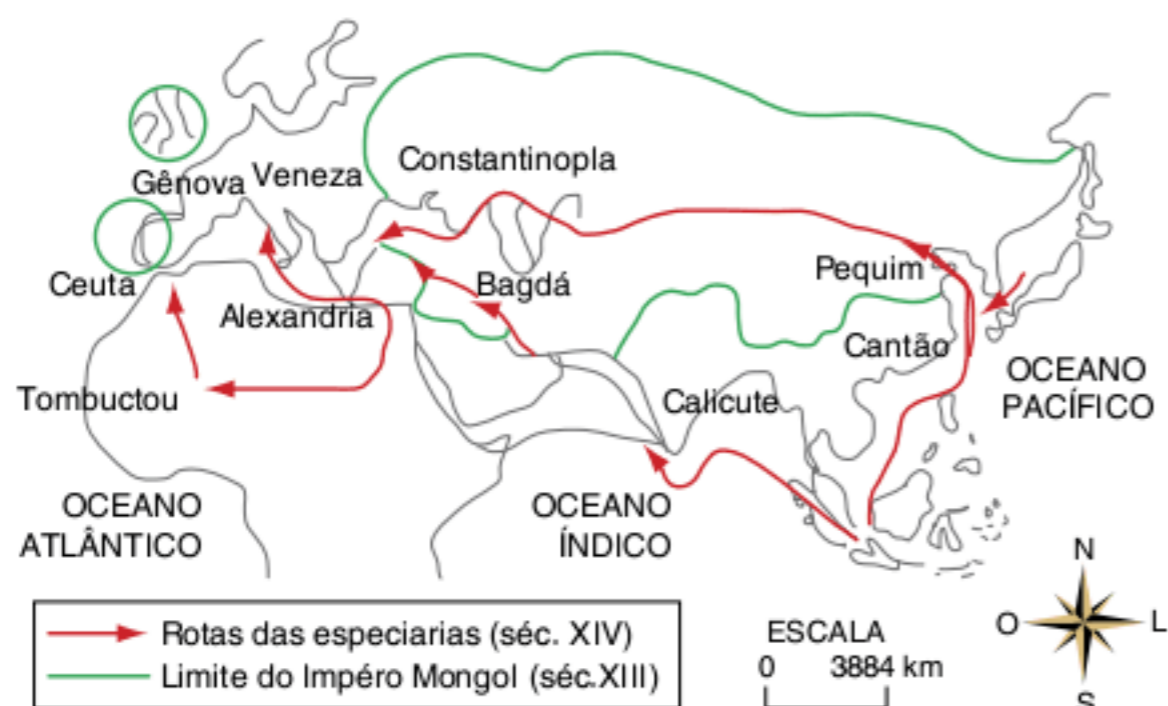 Constantinopla
Gênova
Veneza
Ceuta
Alexandria
Bagdá
Pequim
Cantão
Tombuctou
Calicute
OCEANO
PACÍFICO
OCEANO
ATLÂNTICO
OCEANO
ÍNDICO
Rotas das especiarias (séc. XIV)
Limite do Impéro Mongol (séc.XIII)
ESCALA
0 3884 km
N
O
L
S